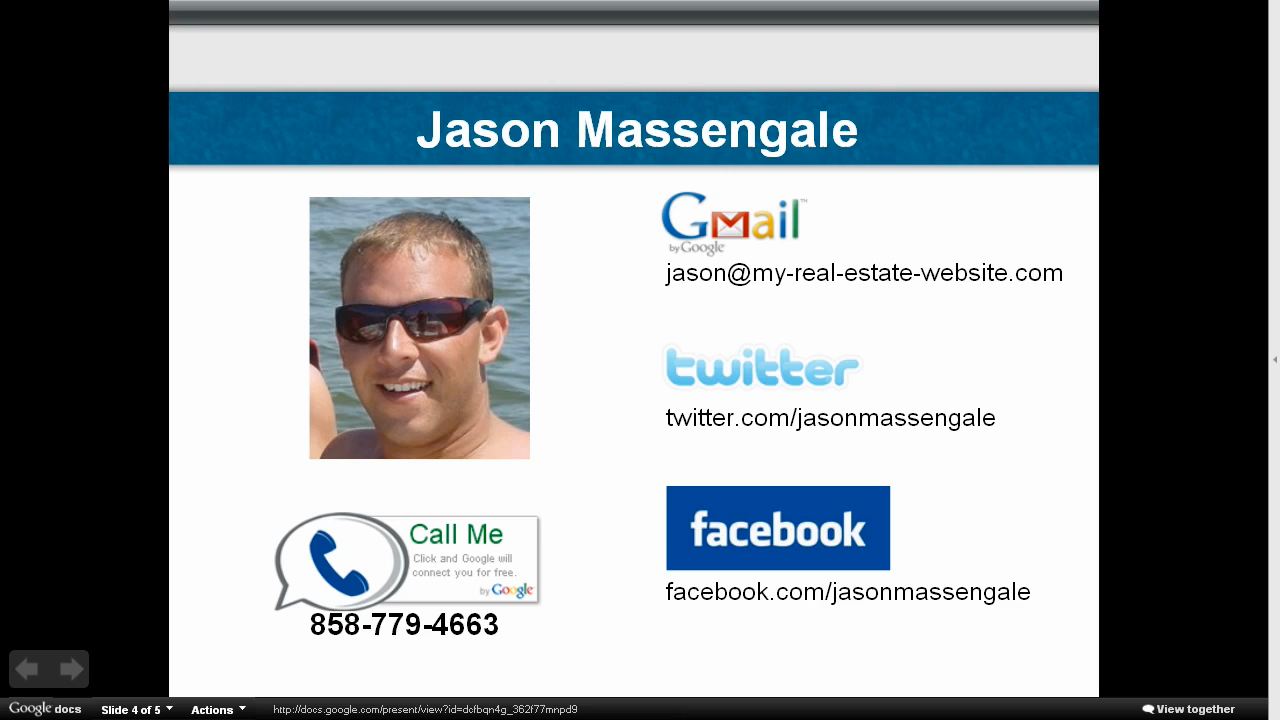 Jason Massengale
Gmail™
by Google
jason@my-real-estate-website.com
twitter
twitter.com/jasonmassengale
facebook
facebook.com/jasonmassengale
Call Me
Click and Google will
connect you for free.
by Google
858-779-4663
Google docs Slide 4 of 5 Actions http://docs.google.com/present/view?id=dcfbqn4g_362f77mnpd9 View together